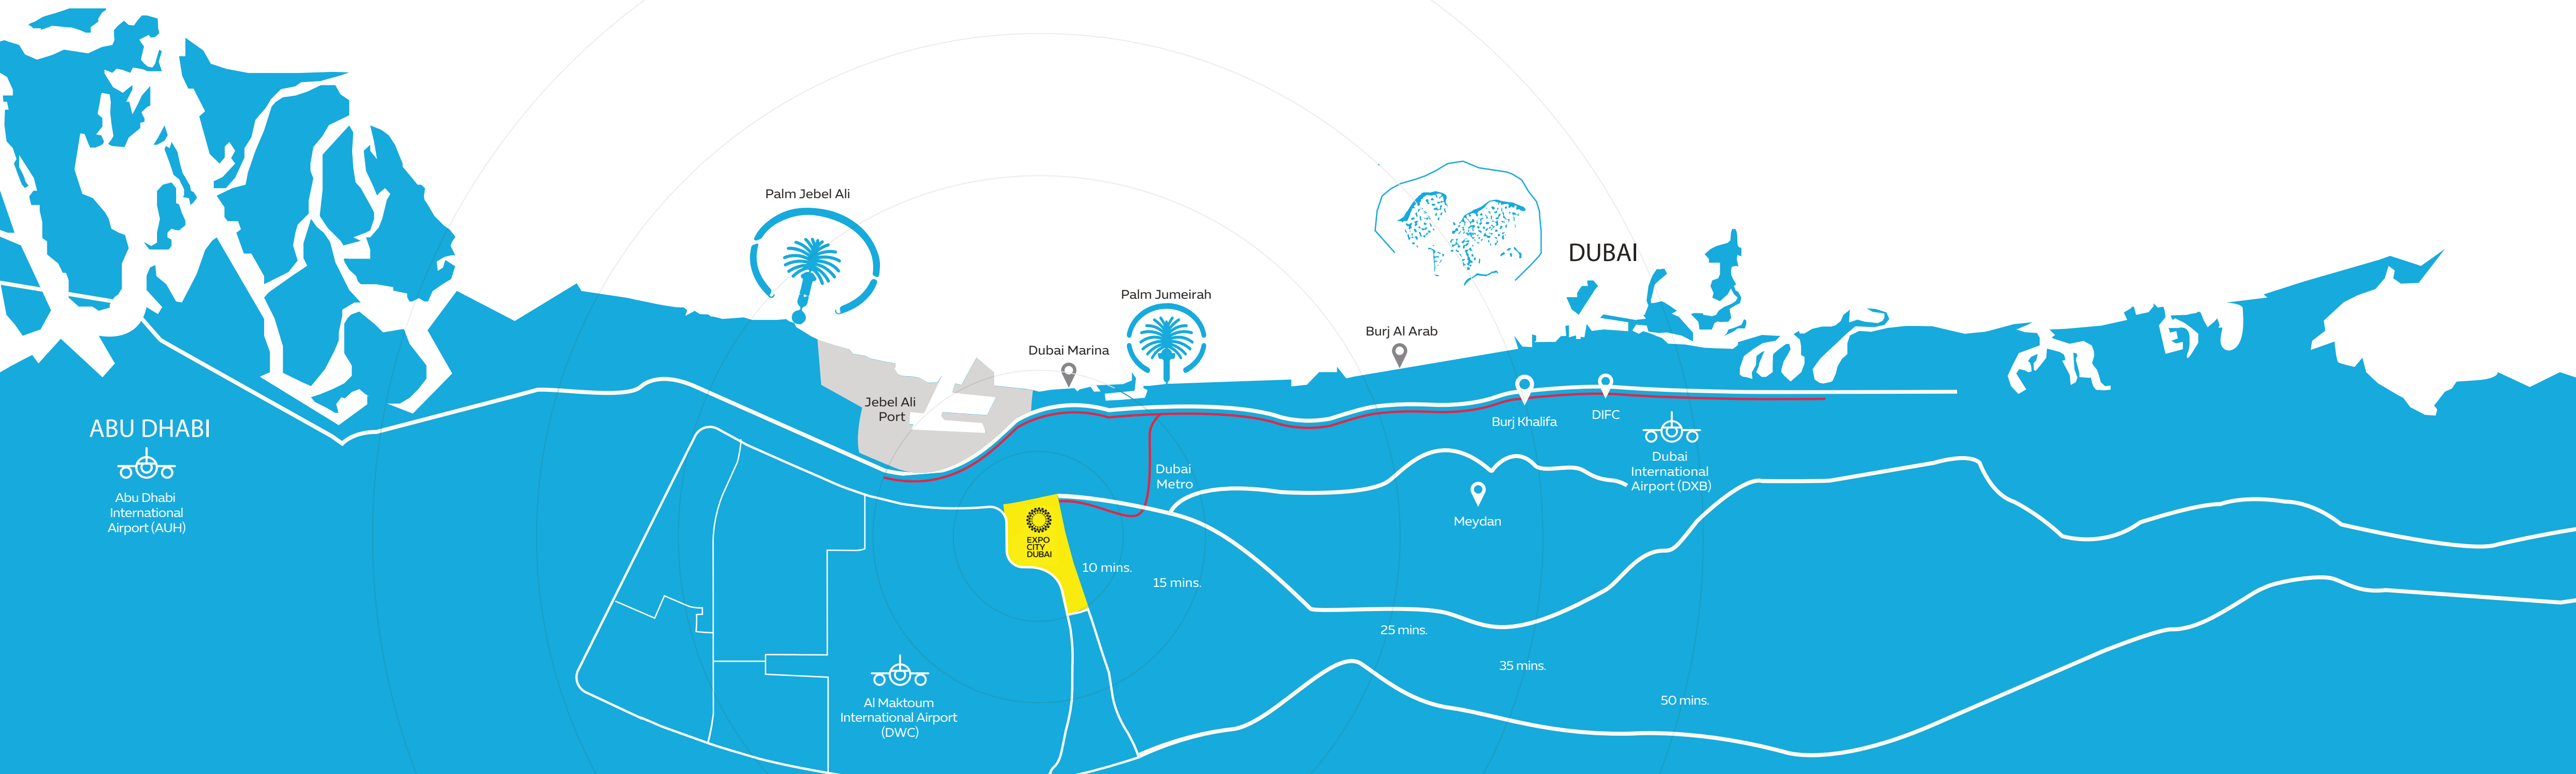 Palm Jebel Ali
DUBAI
Palm Jumeirah
Burj Al Arab
Dubai Marina
Jebel Ali
Port
Burj Khalifa
DIFC
ABU DHABI
Abu Dhabi
International
Airport (AUH)
Dubai
International
Airport (DXB)
Dubai
Metro
Meydan
EXPO
CITY
DUBAI
10 mins.
15 mins.
25 mins.
35 mins.
50 mins.
Al Maktoum
International Airport
(DWC)